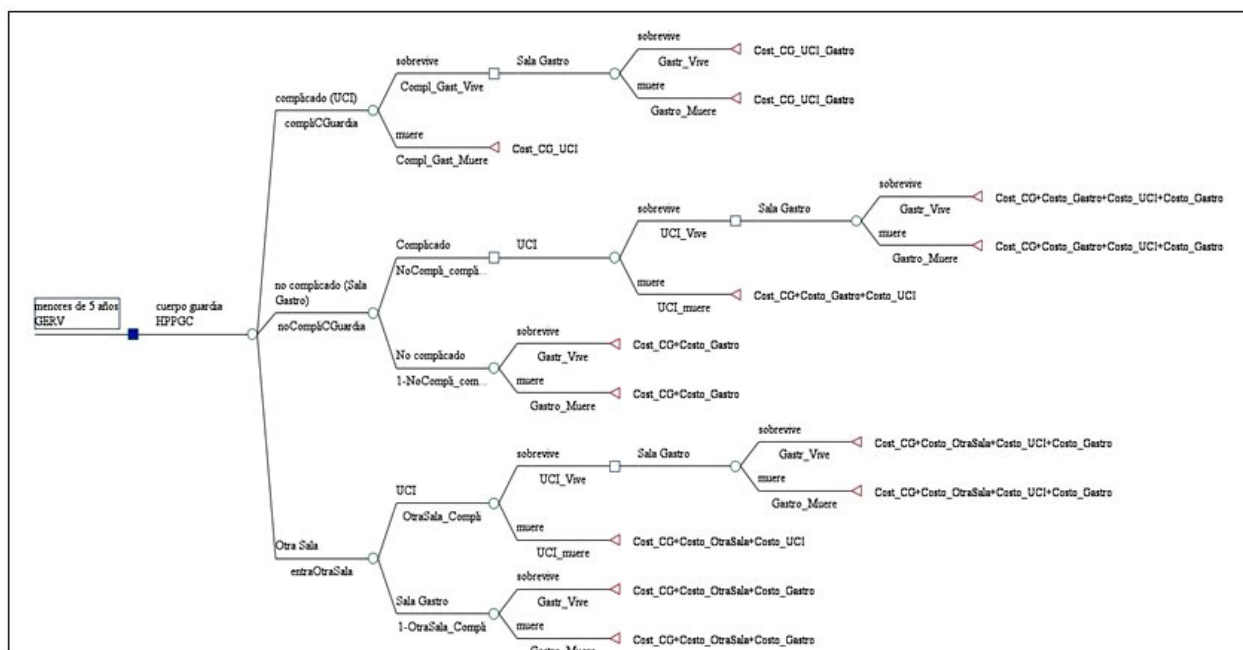 sobrevive
Gastr_Vive
Cost_CG_UCI_Gastro
sobrevive
Compl_Gast_Vive
Sala Gastro
muere
Gastro_Muere
Cost_CG_UCI_Gastro
complicado (UCI)
compliCGuardia
muere
Compl_Gast_Muere
Cost_CG_UCI
sobrevive
Gastr_Vive
Cost_CG+Costo_Gastro+Costo_UCI+Costo_Gastro
sobrevive
UCI_Vive
Sala Gastro
muere
Gastro_Muere
Cost_CG+Costo_Gastro+Costo_UCI+Costo_Gastro
Complicado
NoCompli_compli...
UCI
muere
UCI_muere
Cost_CG+Costo_Gastro+Costo_UCI
menores de 5 años
GERV
cuerpo guardia
HPPGC
no complicado (Sala
Gastro)
noCompliCGuardia
No complicado
1-NoCompli_com...
sobrevive
Gastr_Vive
Cost_CG+Costo_Gastro
muere
Gastro_Muere
Cost_CG+Costo_Gastro
sobrevive
Gastr_Vive
Cost_CG+Costo_OtraSala+Costo_UCI+Costo_Gastro
sobrevive
UCI_Vive
Sala Gastro
muere
Gastro_Muere
Cost_CG+Costo_OtraSala+Costo_UCI+Costo_Gastro
UCI
OtraSala_Compli
muere
UCI_muere
Cost_CG+Costo_OtraSala+Costo_UCI
Otra Sala
entraOtraSala
sobrevive
Gastr_Vive
Cost_CG+Costo_OtraSala+Costo_Gastro
Sala Gastro
1-OtraSala_Compli
muere
Gastro_Muere
Cost_CG+Costo_OtraSala+Costo_Gastro